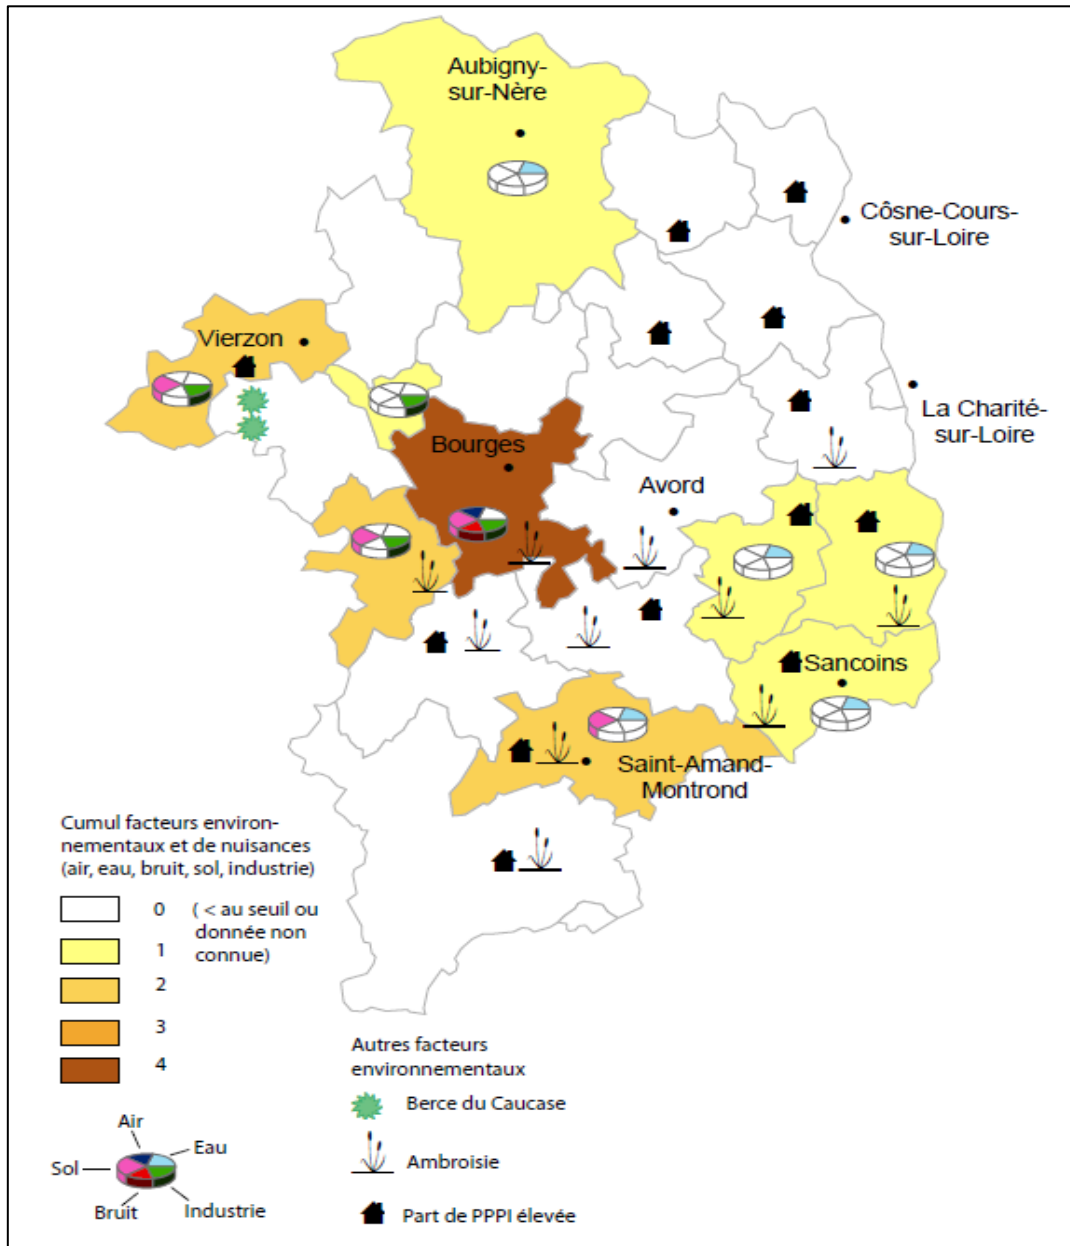 Aubigny-
sur-Nère
Côsne-Cours-
sur-Loire
Vierzon
La Charité-
sur-Loire
Bourges
Avord
Sancoins
Saint-Amand-
Montrond
Cumul facteurs environ-
nementaux et de nuisances
(air, eau, bruit, sol, industrie)
0 ( < au seuil ou
donnée non
connue)
1
2
3
4
Air
Eau
Sol
Bruit
Industrie
Autres facteurs
environnementaux
Berce du Caucase
Ambroisie
Part de PPPI élevée